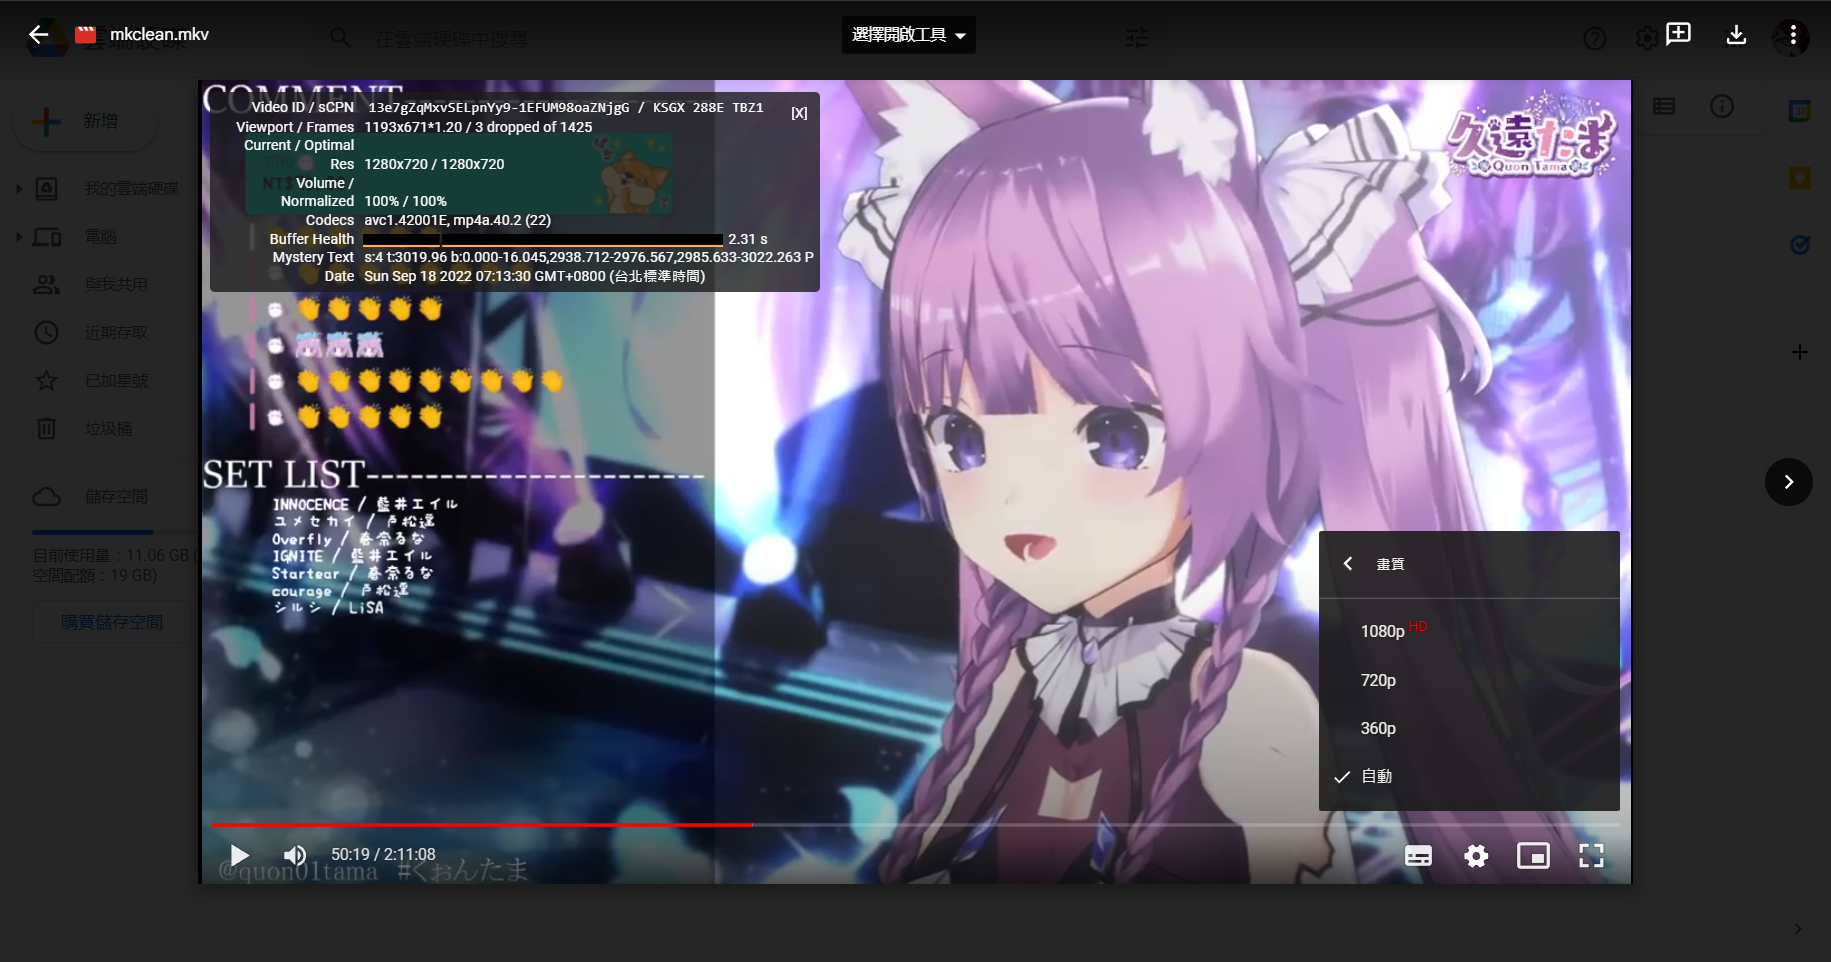 mkclean.mkv
選擇開啟工具
雲端硬碟
在雲端硬碟中搜尋
新增
我的雲端硬碟
電腦
與我共用
近期存取
已加星號
垃圾桶
儲存空間
目前使用量：11.06 GB (
空間配額：19 GB)
購買儲存空間
COMMENT
Video ID / sCPN 13e7gZqMxvSELpnYy9-1EFUM98oaZNjgG / KSGX 288E TBZ1
[X]
Viewport / Frames 1193x671*1.20 / 3 dropped of 1425
Current / Optimal
Res 1280x720 / 1280x720
Volume /
Normalized 100% / 100%
Codecs avc1.42001E, mp4a.40.2 (22)
Buffer Health 2.31 s
Mystery Text s:4 t:3019.96 b:0.000-16.045,2938.712-2976.567,2985.633-3022.263 P
Date Sun Sep 18 2022 07:13:30 GMT+0800 (台北標準時間)
NT$
久遠たま
Quon Tama
31
SET LIST
INNOCENCE / 藍井エイル
ユメセカイ / 戸松遥
Overfly / 春奈るな
IGNITE / 藍井エイル
Startear / 春奈るな
courage / 戸松遥
シルシ / LiSA
畫質
1080p HD
720p
360p
自動
50:19 / 2:11:08
@quon01tama #くおんたま